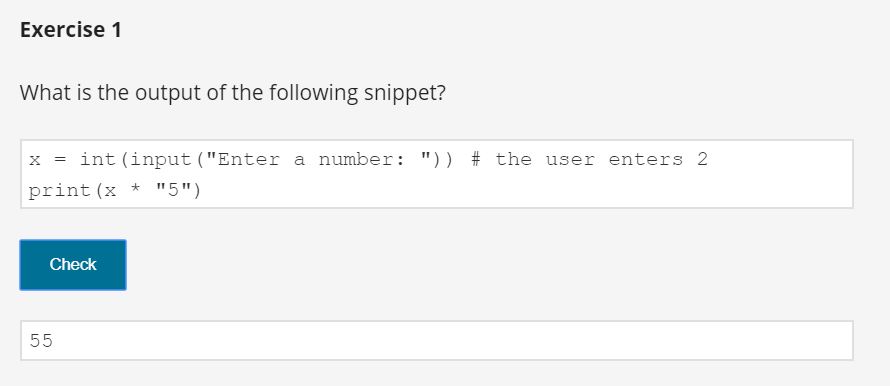 Exercise 1
What is the output of the following snippet?
x = int(input("Enter a number: ")) # the user enters 2
print(x * "5")
Check
55